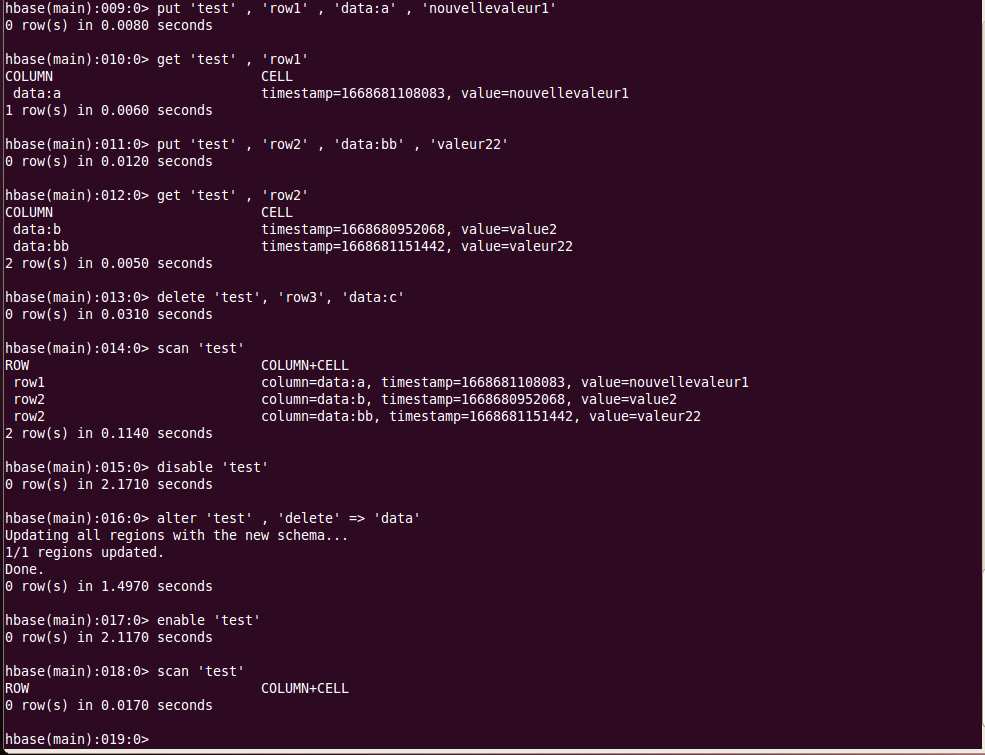 hbase(main):009:0> put 'test' , 'row1' , 'data:a' , 'nouvellevaleur1'
0 row(s) in 0.0080 seconds

hbase(main):010:0> get 'test' , 'row1'
COLUMN                          CELL
 data:a                         timestamp=1668681108083, value=nouvellevaleur1
1 row(s) in 0.0060 seconds

hbase(main):011:0> put 'test' , 'row2' , 'data:bb' , 'valeur22'
0 row(s) in 0.0120 seconds

hbase(main):012:0> get 'test' , 'row2'
COLUMN                          CELL
 data:b                         timestamp=1668680952068, value=value2
 data:bb                        timestamp=1668681151442, value=valeur22
2 row(s) in 0.0050 seconds

hbase(main):013:0> delete 'test', 'row3', 'data:c'
0 row(s) in 0.0310 seconds

hbase(main):014:0> scan 'test'
ROW                             COLUMN+CELL
 row1                           column=data:a, timestamp=1668681108083, value=nouvellevaleur1
 row2                           column=data:b, timestamp=1668680952068, value=value2
 row2                           column=data:bb, timestamp=1668681151442, value=valeur22
2 row(s) in 0.1140 seconds

hbase(main):015:0> disable 'test'
0 row(s) in 2.1710 seconds

hbase(main):016:0> alter 'test' , 'delete' => 'data'
Updating all regions with the new schema...
1/1 regions updated.
Done.
0 row(s) in 1.4970 seconds

hbase(main):017:0> enable 'test'
0 row(s) in 2.1170 seconds

hbase(main):018:0> scan 'test'
ROW                             COLUMN+CELL
0 row(s) in 0.0170 seconds

hbase(main):019:0>